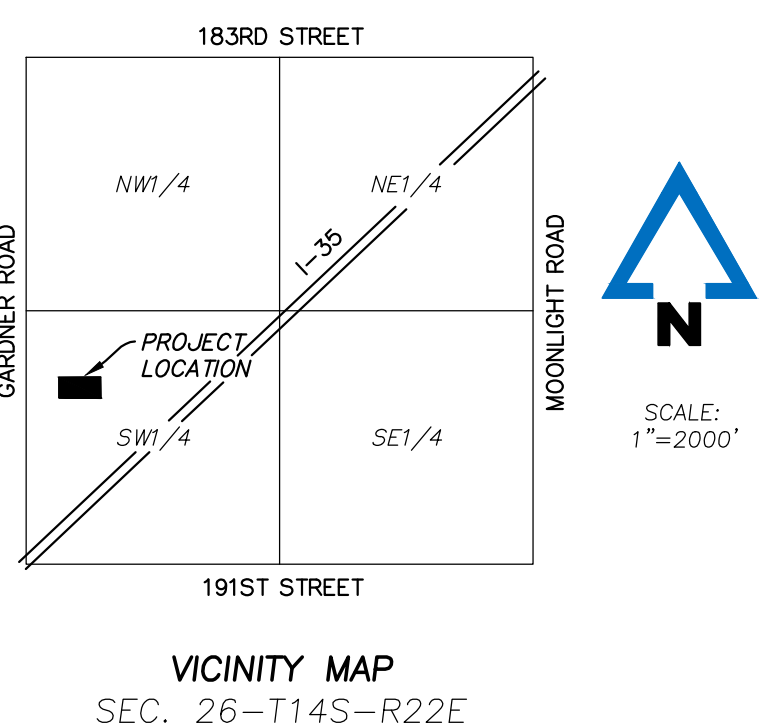 183RD STREET
NW1/4
NE1/4
I-35
GARDNER ROAD
MOONLIGHT ROAD
PROJECT
LOCATION
N
SW1/4
SE1/4
SCALE:
1"=2000'
191ST STREET
VICINITY MAP
SEC. 26-T14S-R22E